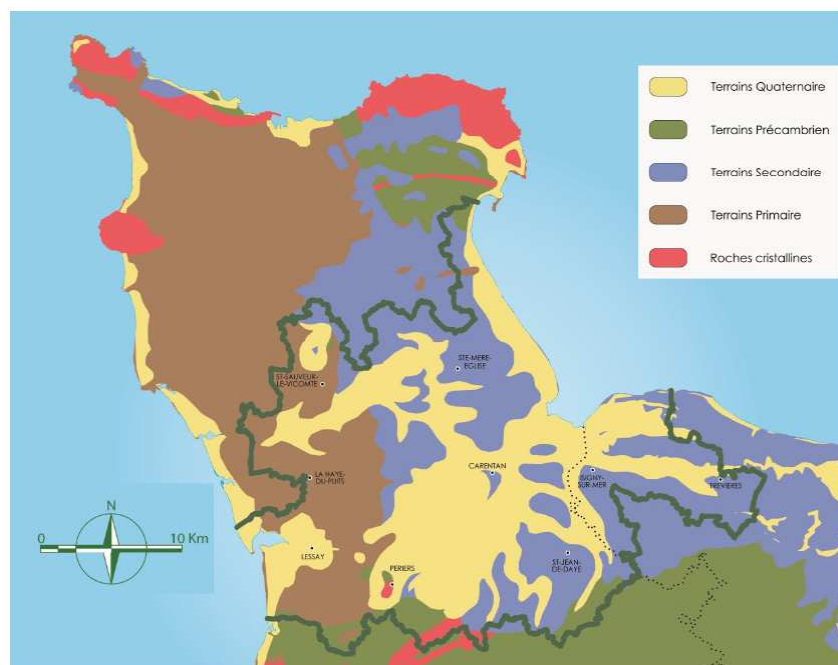 Terrains Quaternaire
Terrains Précambrien
Terrains Secondaire
Terrains Primaire
Roches cristallines
STE-MERE-
EGLISE
ST-SAUVEUR-
LE-VICOMTE
CARENTAN
ISIGNY-
SUR-MER
TREVIERES
LA HAYE-
DU-PUITS
N
0 10 Km
LESSAY
ST-JEAN-
DE-DAYE
PERIERS